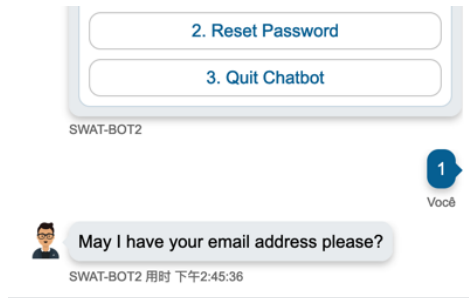 2. Reset Password
3. Quit Chatbot
SWAT-BOT2
1
Você
May I have your email address please?
SWAT-BOT2 用时 下午2:45:36